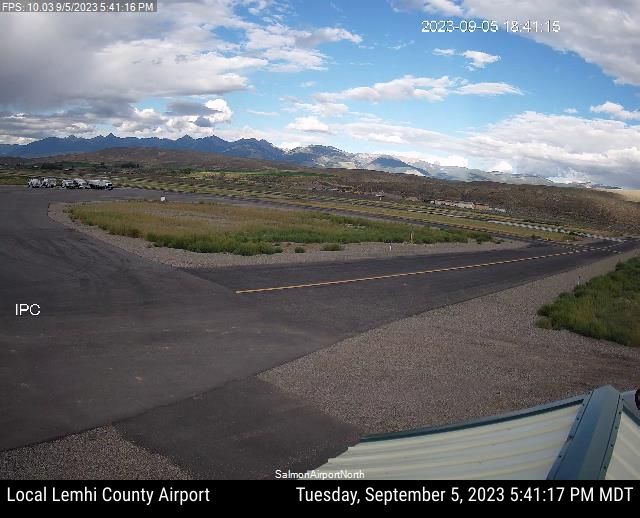 FPS: 10.03 9/5/2023 5:41:16 PM
2023-09-05 18:41:15
IPC
SalmonAirportNorth
Local Lemhi County Airport Tuesday, September 5, 2023 5:41:17 PM MDT